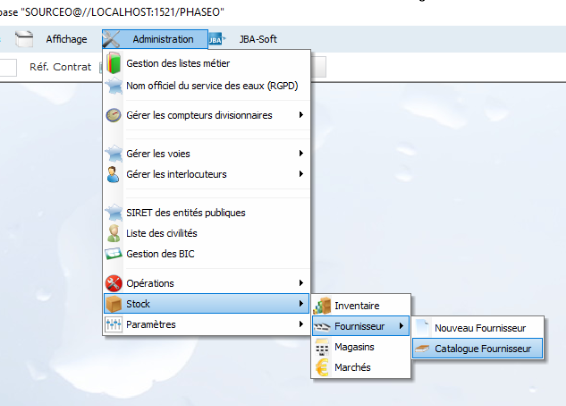 base "SOURCEO@//LOCALHOST:1521/PHASEO"
Affichage Administration JBA JBA-Soft
Réf. Contrat
Gestion des listes métier
Nom officiel du service des eaux (RGPD)
Gérer les compteurs divisionnaires
Gérer les voies
Gérer les interlocuteurs
SIRET des entités publiques
Liste des civilités
Gestion des BIC
Opérations
Stock
Inventaire
Paramètres
Fournisseur
Nouveau Fournisseur
Magasins
Catalogue Fournisseur
Marchés